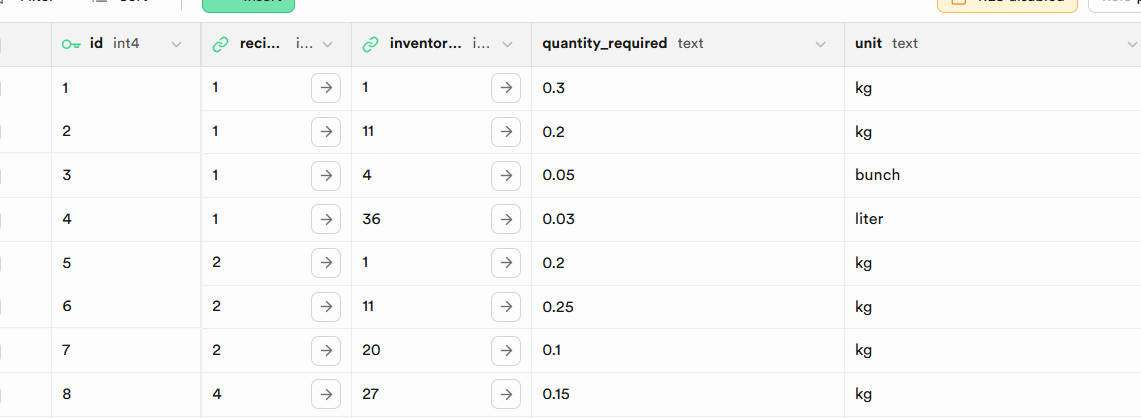 id int4 reci... i... inventor... i... quantity_required text unit text
1 1 1 0.3 kg
2 1 11 0.2 kg
3 1 4 0.05 bunch
4 1 36 0.03 liter
5 2 1 0.2 kg
6 2 11 0.25 kg
7 2 20 0.1 kg
8 4 27 0.15 kg